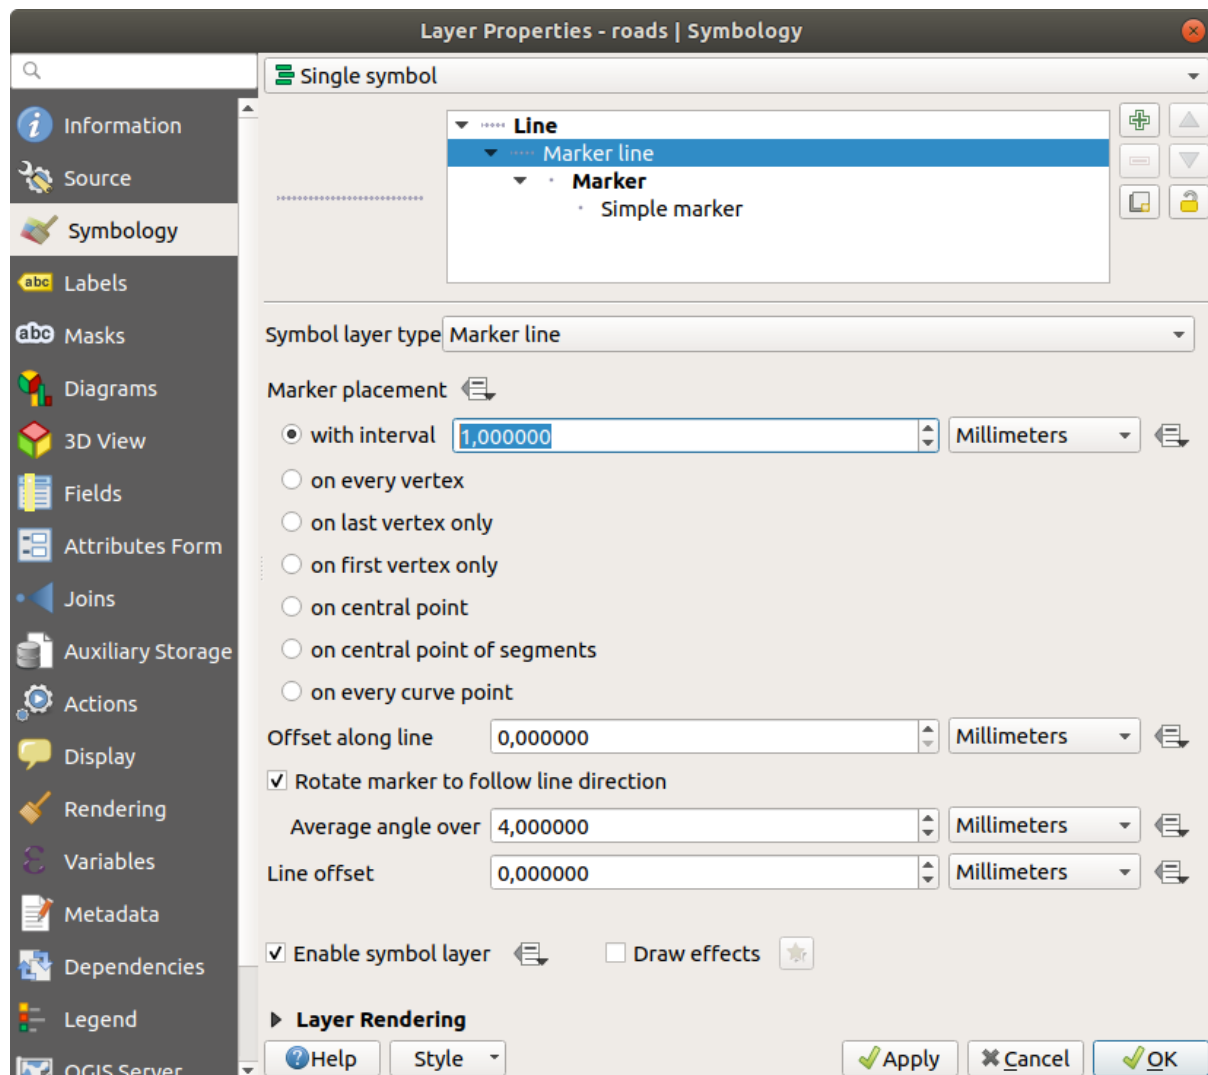 Layer Properties - roads | Symbology
Single symbol
Information
Source
Symbology
Labels
Masks
Diagrams
3D View
Fields
Attributes Form
Joins
Auxiliary Storage
Actions
Display
Rendering
Variables
Metadata
Dependencies
Legend
QGIS Server
Line
Marker line
Marker
Simple marker
Symbol layer type Marker line
Marker placement
with interval 1,000000 Millimeters
on every vertex
on last vertex only
on first vertex only
on central point
on central point of segments
on every curve point
Offset along line 0,000000 Millimeters
Rotate marker to follow line direction
Average angle over 4,000000 Millimeters
Line offset 0,000000 Millimeters
Enable symbol layer Draw effects
Layer Rendering
Help Style Apply Cancel OK